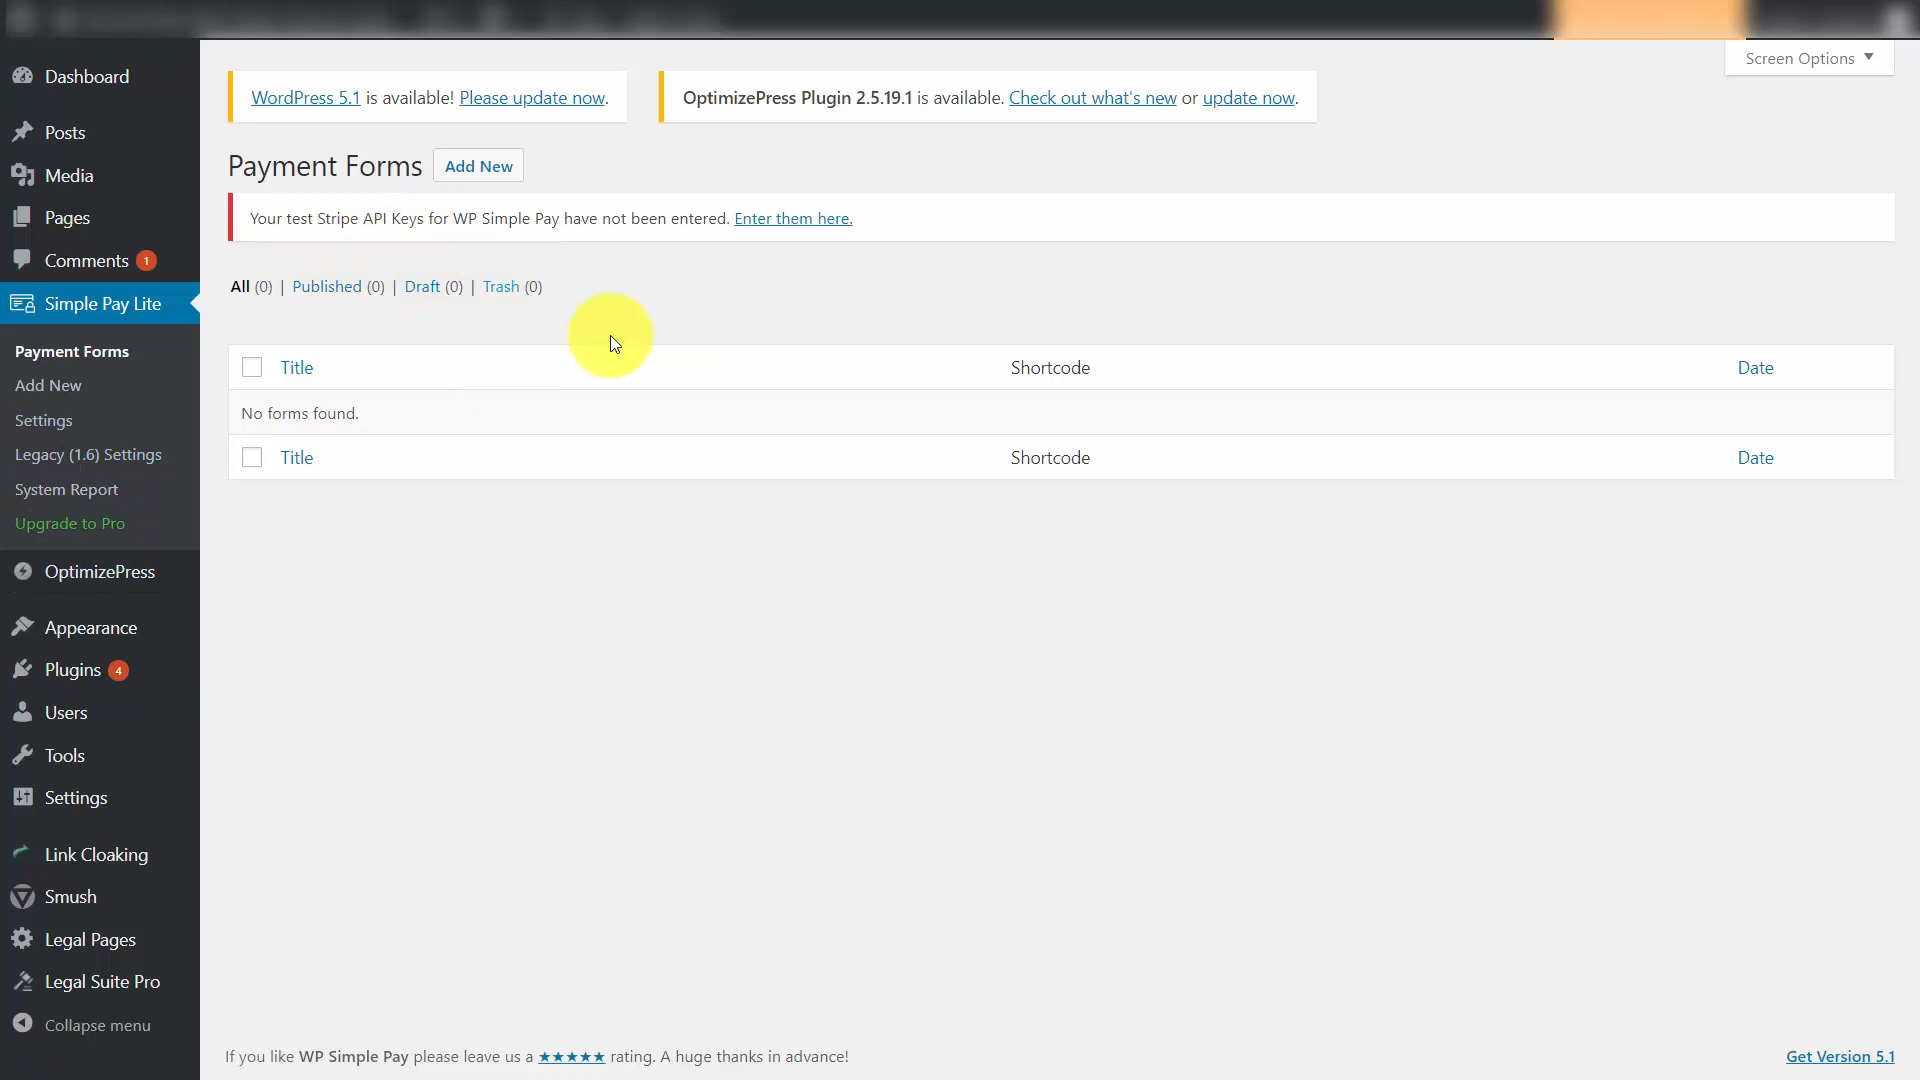 Screen Options
Dashboard
Posts
Media
Pages
Comments 1
Simple Pay Lite
Payment Forms
Add New
Settings
Legacy (1.6) Settings
System Report
Upgrade to Pro
OptimizePress
Appearance
Plugins 4
Users
Tools
Settings
Link Cloaking
Smush
Legal Pages
Legal Suite Pro
Collapse menu
WordPress 5.1 is available! Please update now.
OptimizePress Plugin 2.5.19.1 is available. Check out what's new or update now.
Payment Forms Add New
Your test Stripe API Keys for WP Simple Pay have not been entered. Enter them here.
All (0) | Published (0) | Draft (0) | Trash (0)
Title Shortcode Date
No forms found.
Title Shortcode Date
If you like WP Simple Pay please leave us a ★★★★★ rating. A huge thanks in advance!
Get Version 5.1